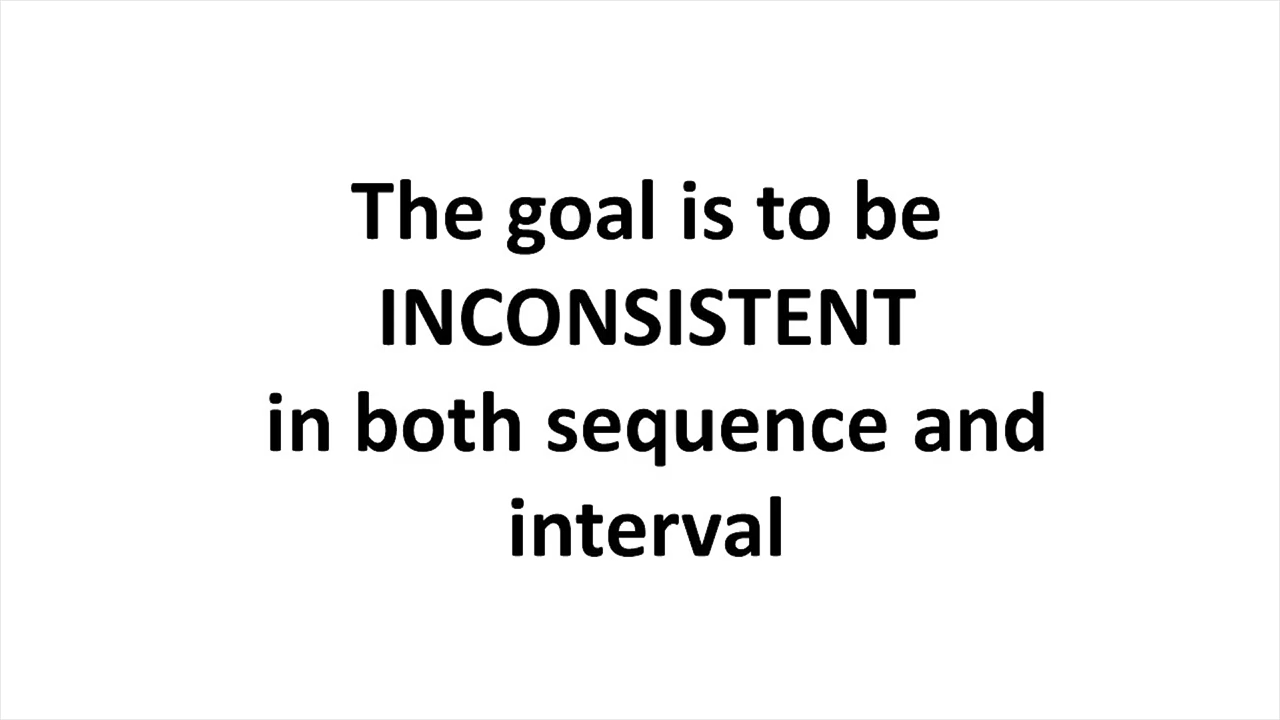 The goal is to be
INCONSISTENT
in both sequence and
interval